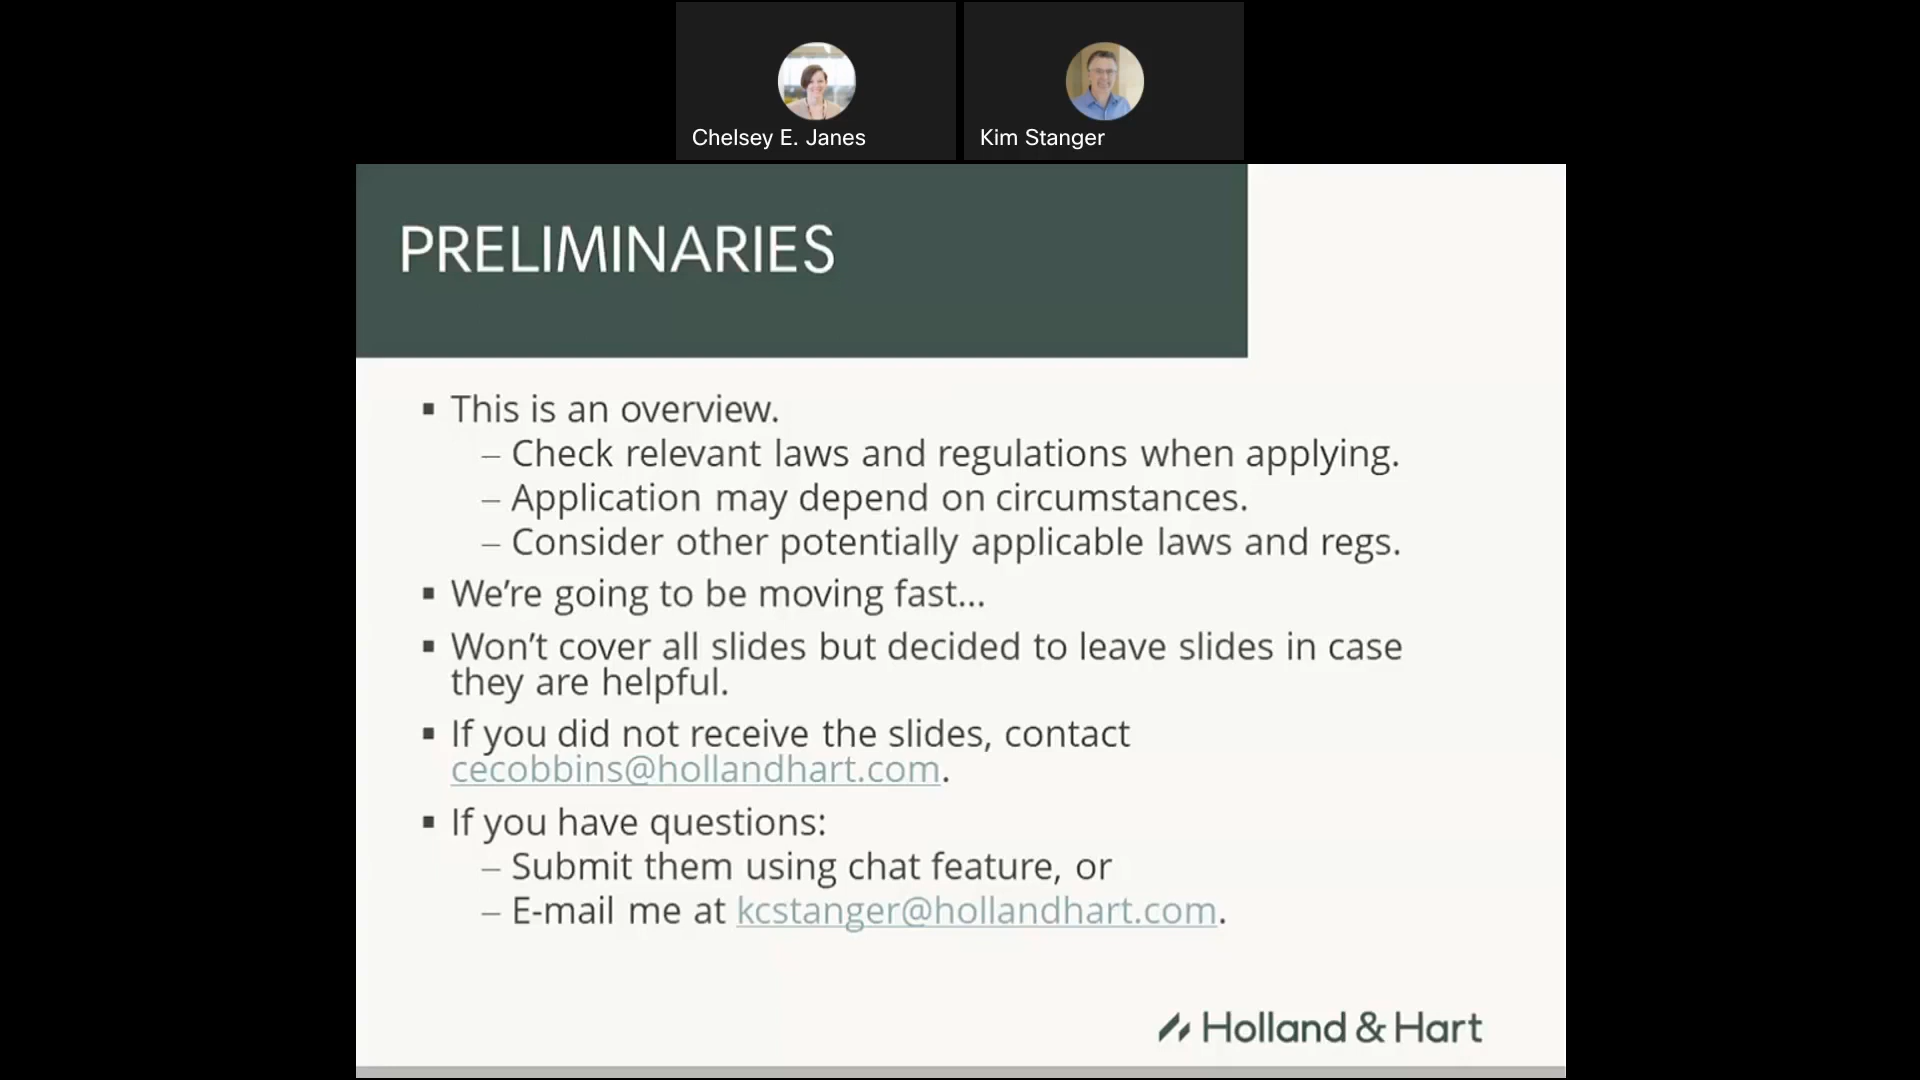 Chelsey E. Janes
Kim Stanger
PRELIMINARIES
▪ This is an overview.
– Check relevant laws and regulations when applying.
– Application may depend on circumstances.
– Consider other potentially applicable laws and regs.
▪ We’re going to be moving fast…
▪ Won’t cover all slides but decided to leave slides in case
they are helpful.
▪ If you did not receive the slides, contact
cecobbins@hollandhart.com.
▪ If you have questions:
– Submit them using chat feature, or
– E-mail me at kcstanger@hollandhart.com.
Holland & Hart